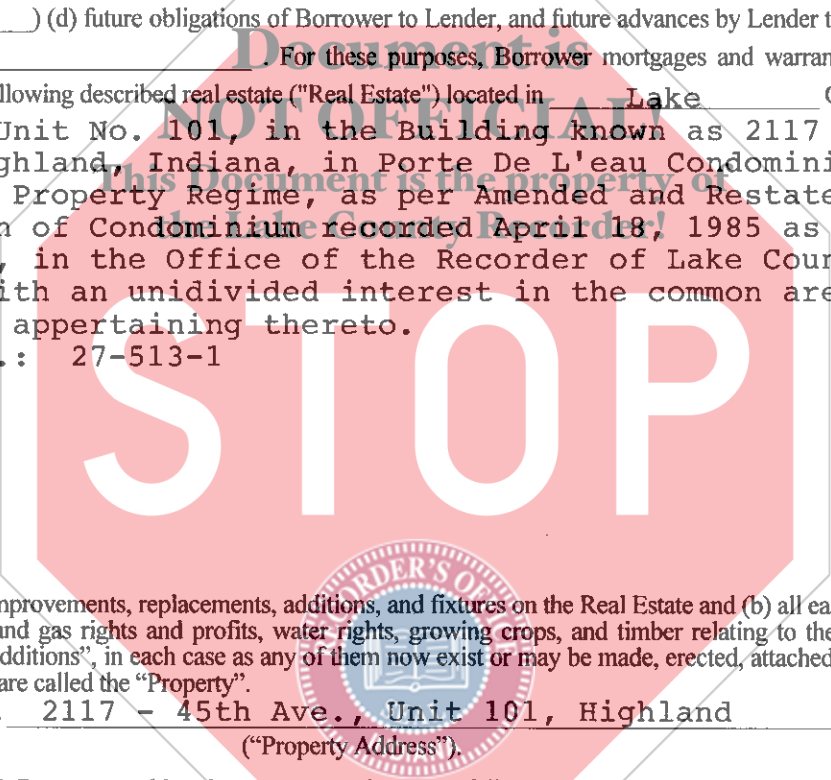 ) (d) future obligations of Borrower to Lender, and future advances by Lender t
Document is
. For these purposes, Borrower mortgages and warran
llowing described real estate ("Real Estate") located in Lake
NOT OFFICIAL!
Unit No. 101, in the Building known as 2117
ghland, Indiana, in Porte De L'eau Condomini
This Document is the property of
Property Regime, as per Amended and Restate
the Lake County Recorder!
n of Condominium recorded April 18, 1985 as
, in the Office of the Recorder of Lake Coun
ith an unidivided interest in the common are
appertaining thereto.
.: 27-513-1
STOP
RDER'S OFFICE
mprovements, replacements, additions, and fixtures on the Real Estate and (b) all ea
and gas rights and profits, water rights, growing crops, and timber relating to the
dditions", in each case as any of them now exist or may be made, erected, attached
are called the "Property".
2117 - 45th Ave., Unit 101, Highland
("Property Address").